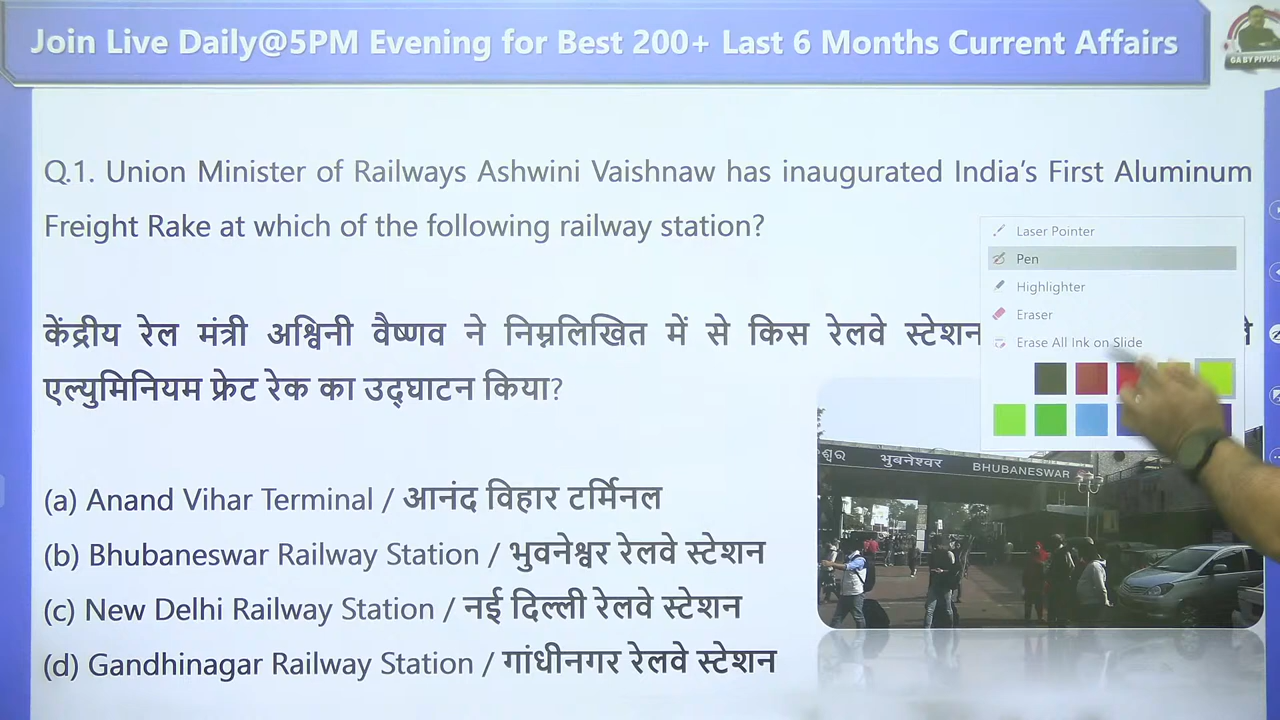 Join Live Daily@5PM Evening for Best 200+ Last 6 Months Current Affairs
GA BY PIYUSH
Q.1. Union Minister of Railways Ashwini Vaishnaw has inaugurated India's First Aluminum
Freight Rake at which of the following railway station?
Laser Pointer
Pen
Highlighter
Eraser
Erase All Ink on Slide
केंद्रीय रेल मंत्री अश्विनी वैष्णव ने निम्नलिखित में से किस रेलवे स्टेशन
एल्युमिनियम फ्रेट रेक का उद्घाटन किया?
भुबनेश्वर BHUBANESWAR
(a) Anand Vihar Terminal / आनंद विहार टर्मिनल
(b) Bhubaneswar Railway Station / भुवनेश्वर रेलवे स्टेशन
(c) New Delhi Railway Station / नई दिल्ली रेलवे स्टेशन
(d) Gandhinagar Railway Station / गांधीनगर रेलवे स्टेशन